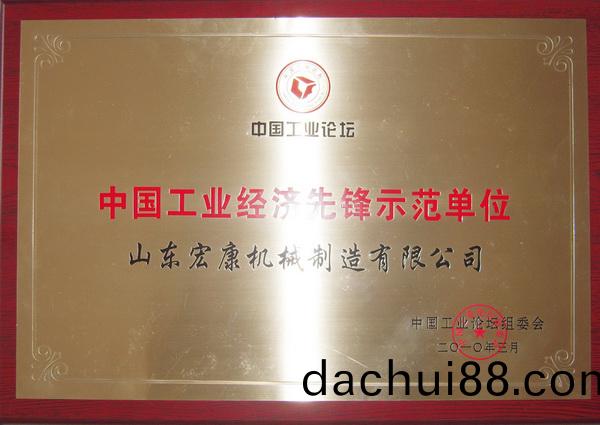 中国工业论坛
中国工业经济先锋示范单位
山东宏康机械制造有限公司
中国工业论坛组委会
二〇一〇年三月
dachui88.com